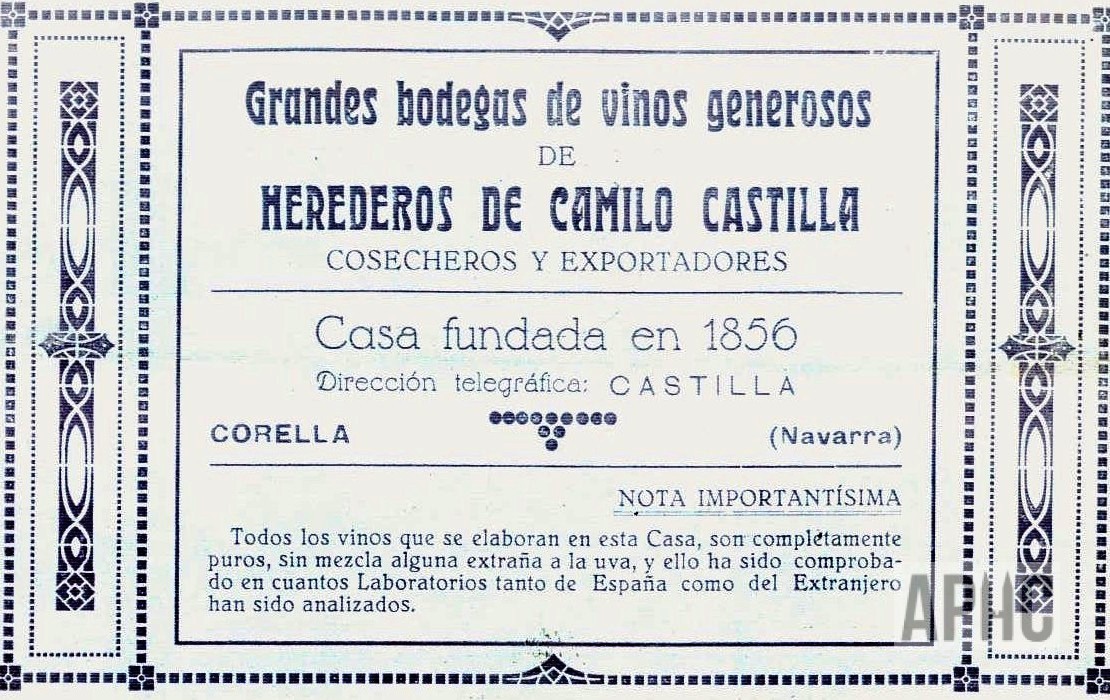 Grandes bodegas de vinos generosos
DE
HEREDEROS DE CAMILO CASTILLA
COSECHEROS Y EXPORTADORES
Casa fundada en 1856
Dirección telegráfica: CASTILLA
CORELLA (Navarra)
NOTA IMPORTANTÍSIMA
Todos los vinos que se elaboran en esta Casa, son complétamente
puros, sin mezcla alguna extraña a la uva, y ello ha sido comproba-
do en cuantos Laboratorios tanto de España como del Extranjero
han sido analizados.
APHC